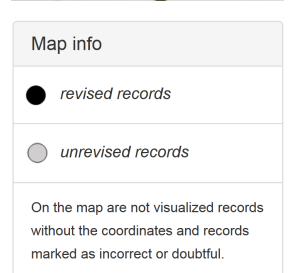 Map info
revised records
unrevised records
On the map are not visualized records
without the coordinates and records
marked as incorrect or doubtful.